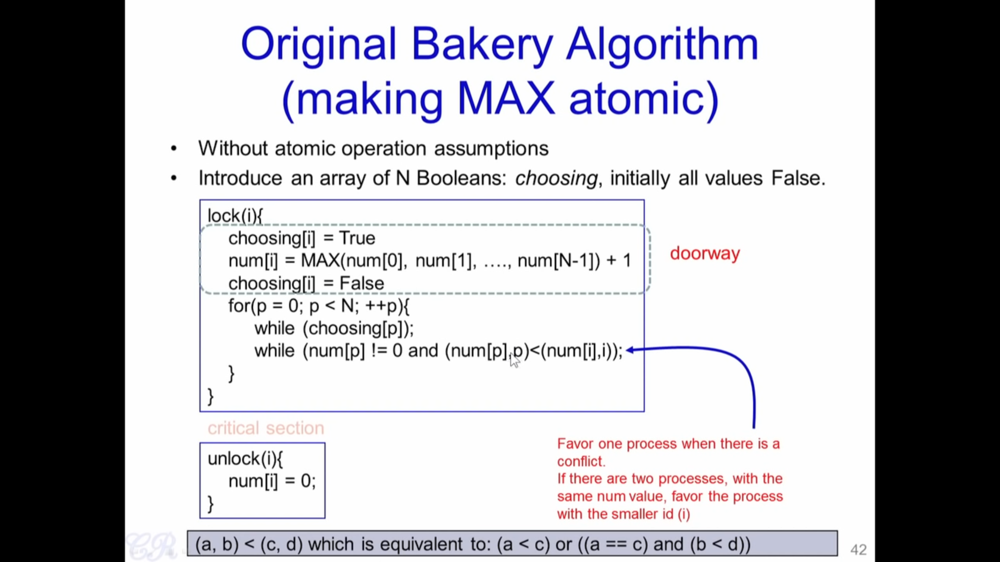 Original Bakery Algorithm
(making MAX atomic)
• Without atomic operation assumptions
• Introduce an array of N Booleans: choosing, initially all values False.
lock(i){
choosing[i] = True
num[i] = MAX(num[0], num[1], …., num[N-1]) + 1
choosing[i] = False
for(p = 0; p < N; ++p){
while (choosing[p]);
while (num[p] != 0 and (num[p],p)<(num[i],i));
}
}
doorway
critical section
unlock(i){
num[i] = 0;
}
Favor one process when there is a
conflict.
If there are two processes, with the
same num value, favor the process
with the smaller id (i)
(a, b) < (c, d) which is equivalent to: (a < c) or ((a == c) and (b < d))
42